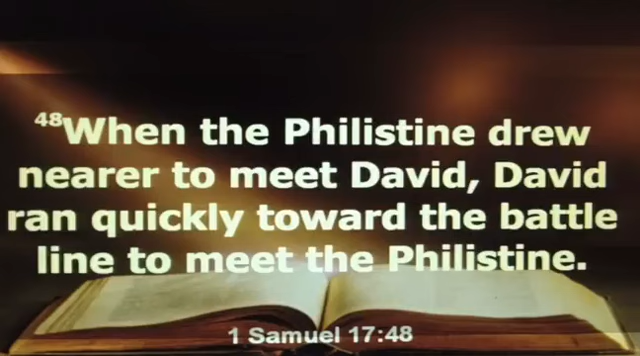 48When the Philistine drew
nearer to meet David, David
ran quickly toward the battle
line to meet the Philistine.
1 Samuel 17:48